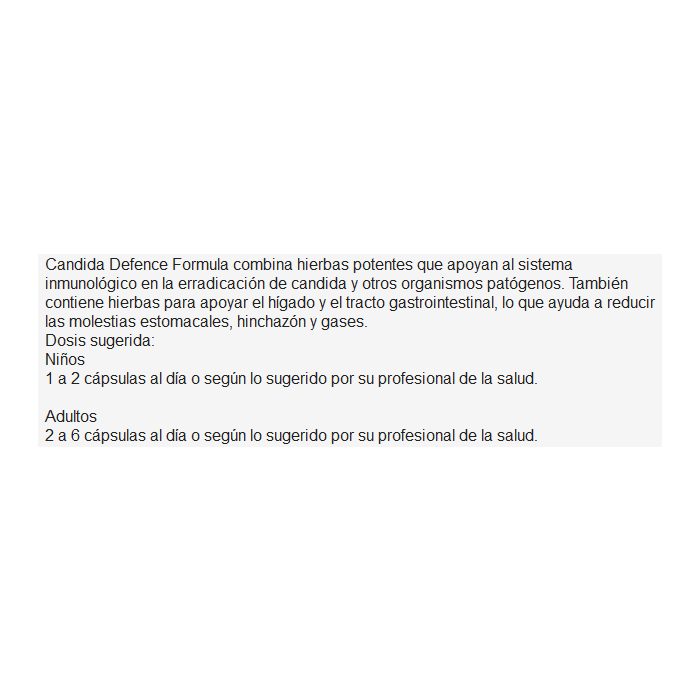 Candida Defence Formula combina hierbas potentes que apoyan al sistema
inmunológico en la erradicación de candida y otros organismos patógenos. También
contiene hierbas para apoyar el hígado y el tracto gastrointestinal, lo que ayuda a reducir
las molestias estomacales, hinchazón y gases.
Dosis sugerida:
Niños
1 a 2 cápsulas al día o según lo sugerido por su profesional de la salud.
Adultos
2 a 6 cápsulas al día o según lo sugerido por su profesional de la salud.